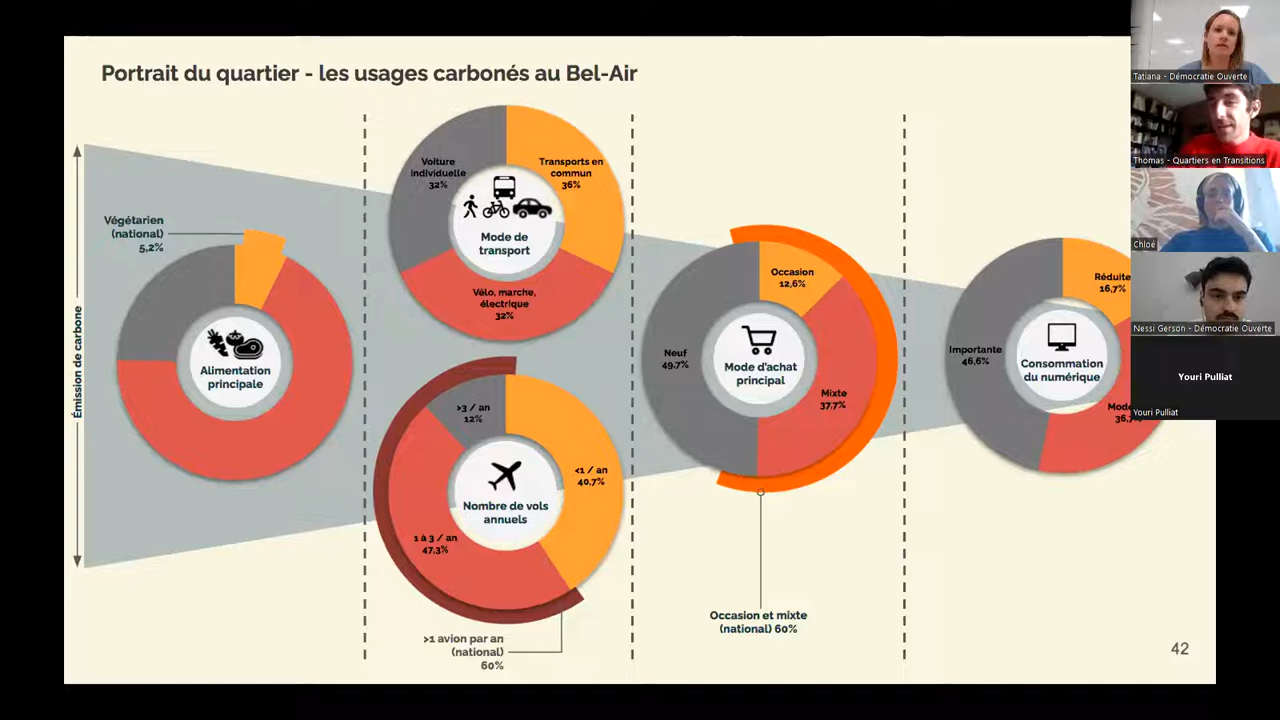 Portrait du quartier - les usages carbonés au Bel-Air
Émission de carbone
Végétarien
(national)
5,2%
Alimentation
principale
Voiture
individuelle
32%
Transports en
commun
36%
Mode de
transport
Vélo, marche,
électrique
32%
>3 / an
12%
<1 / an
40,7%
Nombre de vols
annuels
1 à 3 / an
47,3%
>1 avion par an
(national)
60%
Occasion
12,6%
Neuf
49,7%
Mode d'achat
principal
Mixte
37,7%
Occasion et mixte
(national) 60%
Réduite
16,7%
Importante
46,6%
Consommation
du numérique
42
Tatiana - Démocratie Ouverte
Thomas - Quartiers en Transitions
Chloé
Nessi Gerson - Démocratie Ouverte
Youri Pulliat
Youri Pulliat